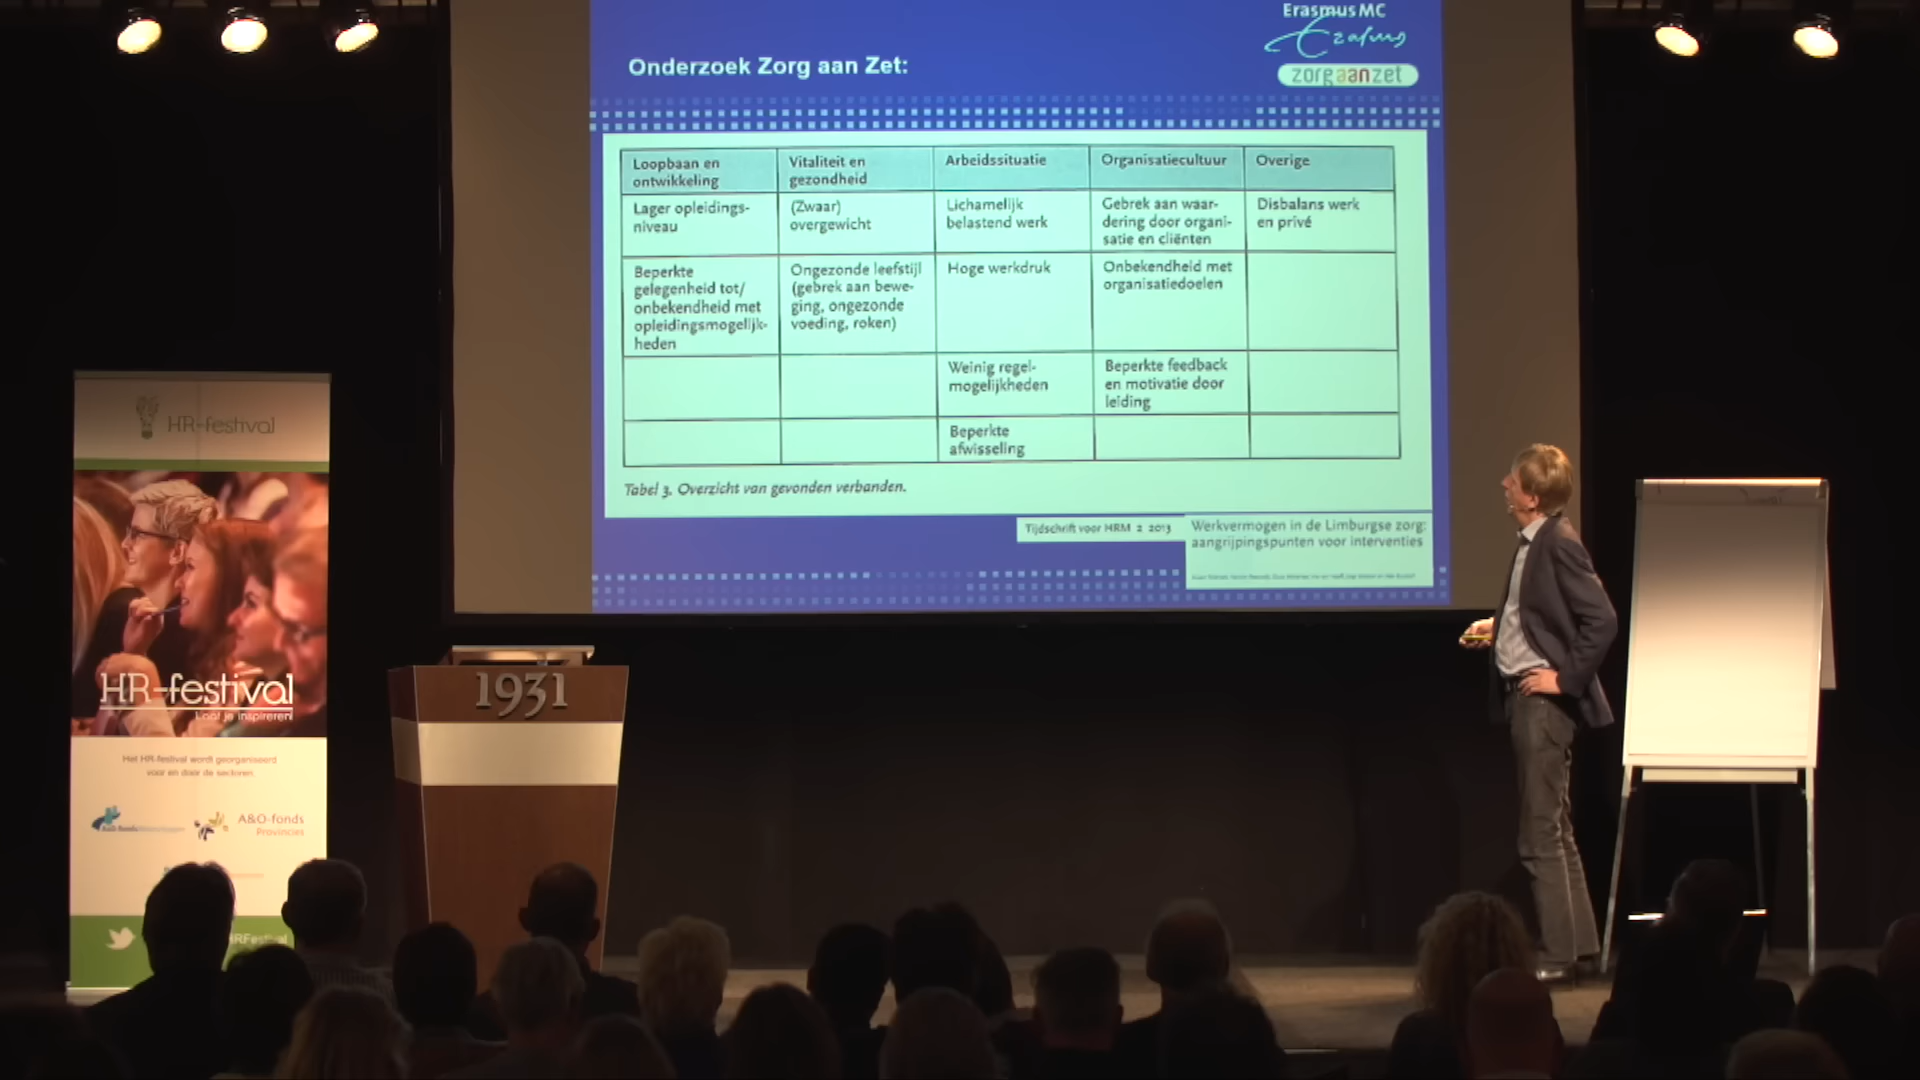 Erasmus MC
Erasmus
zorgaanzet
Onderzoek Zorg aan Zet:
Loopbaan en
ontwikkeling
Vitaliteit en
gezondheid
Arbeidssituatie
Organisatiecultuur
Overige
Lager opleidings-
niveau
(Zwaar)
overgewicht
Lichamelijk
belastend werk
Gebrek aan waar-
dering door organi-
satie en cliënten
Disbalans werk
en privé
Beperkte
gelegenheid tot/
onbekendheid met
opleidingsmogelijk-
heden
Ongezonde leefstijl
(gebrek aan bewe-
ging, ongezonde
voeding, roken)
Hoge werkdruk
Onbekendheid met
organisatiedoelen
Weinig regel-
mogelijkheden
Beperkte feedback
en motivatie door
leiding
Beperkte
afwisseling
Tabel 3. Overzicht van gevonden verbanden.
Tijdschrift voor HRM 2 2013
Werkvermogen in de Limburgse zorg:
aangrijpingspunten voor interventies
HR-festival
HR-festival
Laat je inspireren!
Het HR-festival wordt georganiseerd
voor en door de sectoren.
A&O-fonds
Provincies
HRFestival
1931